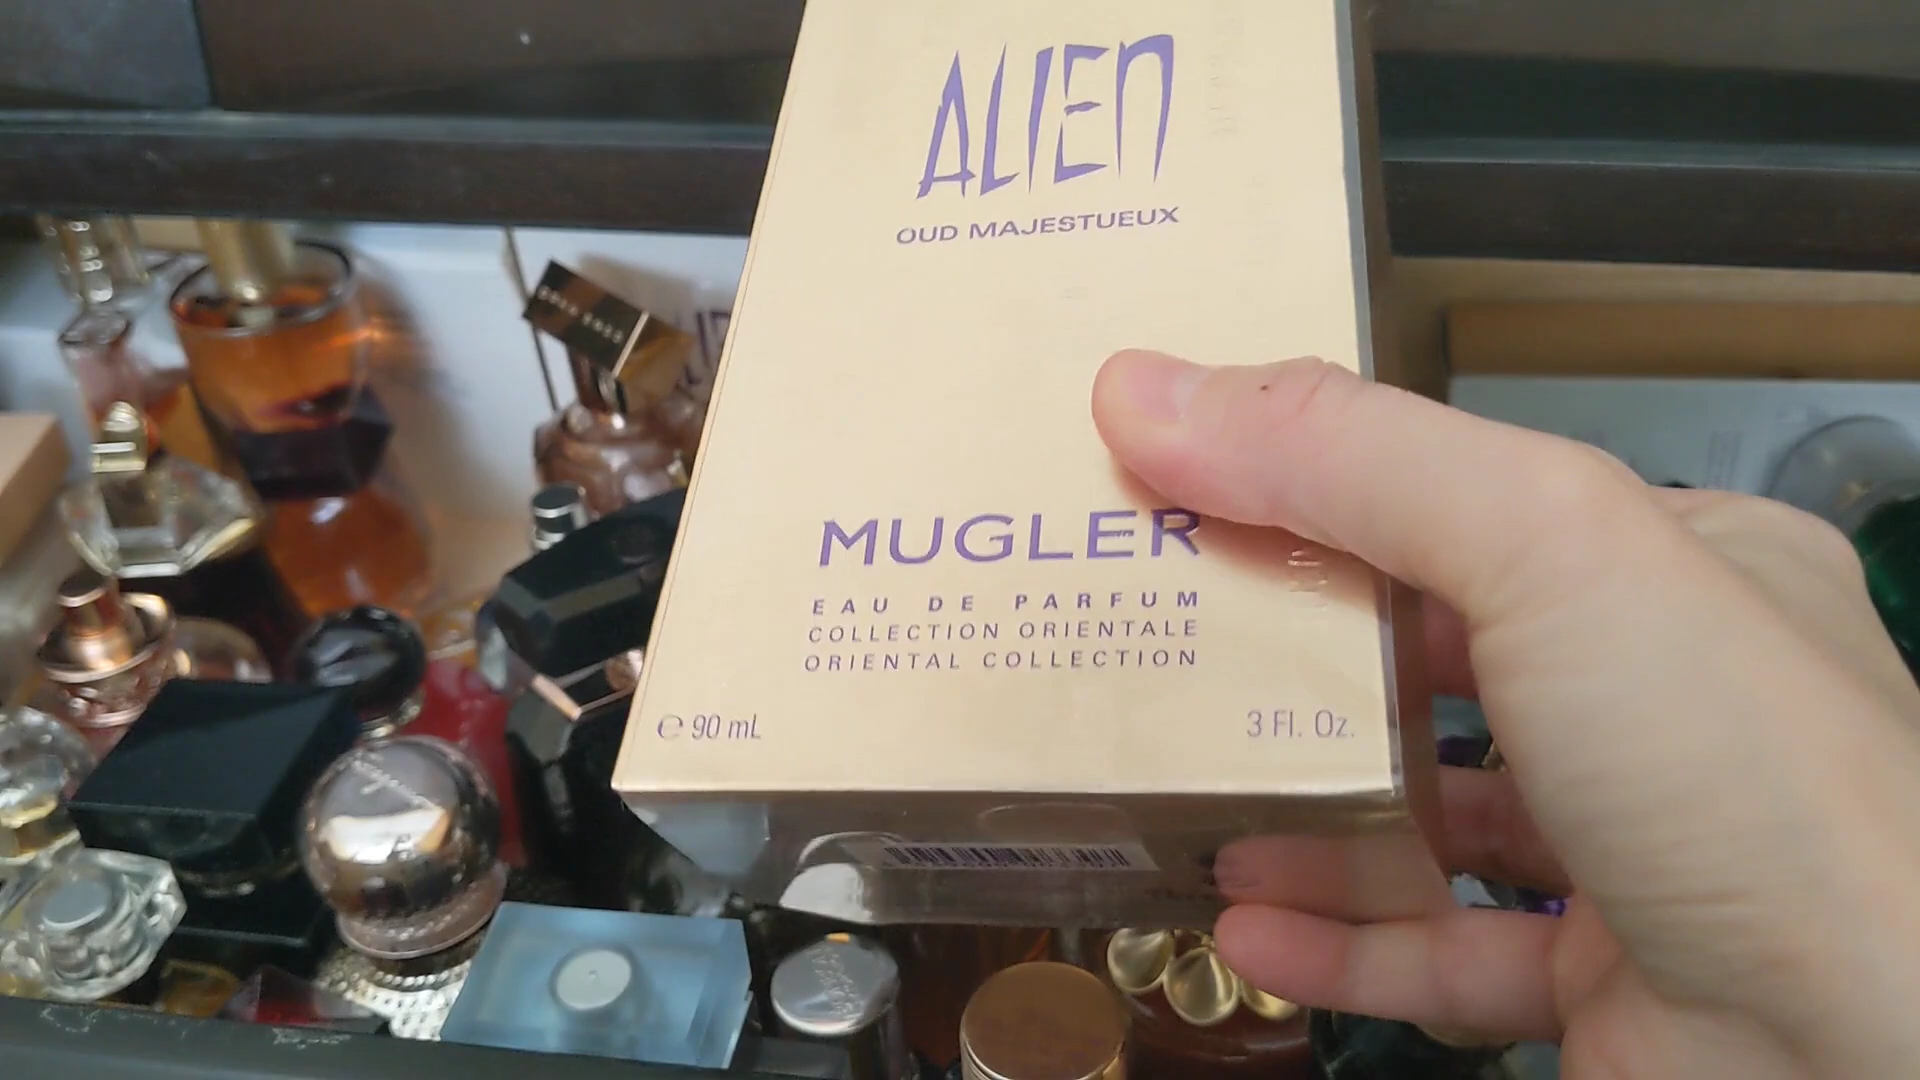 ALIEN
OUD MAJESTUEUX
MUGLER
EAU DE PARFUM
COLLECTION ORIENTALE
ORIENTAL COLLECTION
℮ 90 mL
3 Fl. Oz.